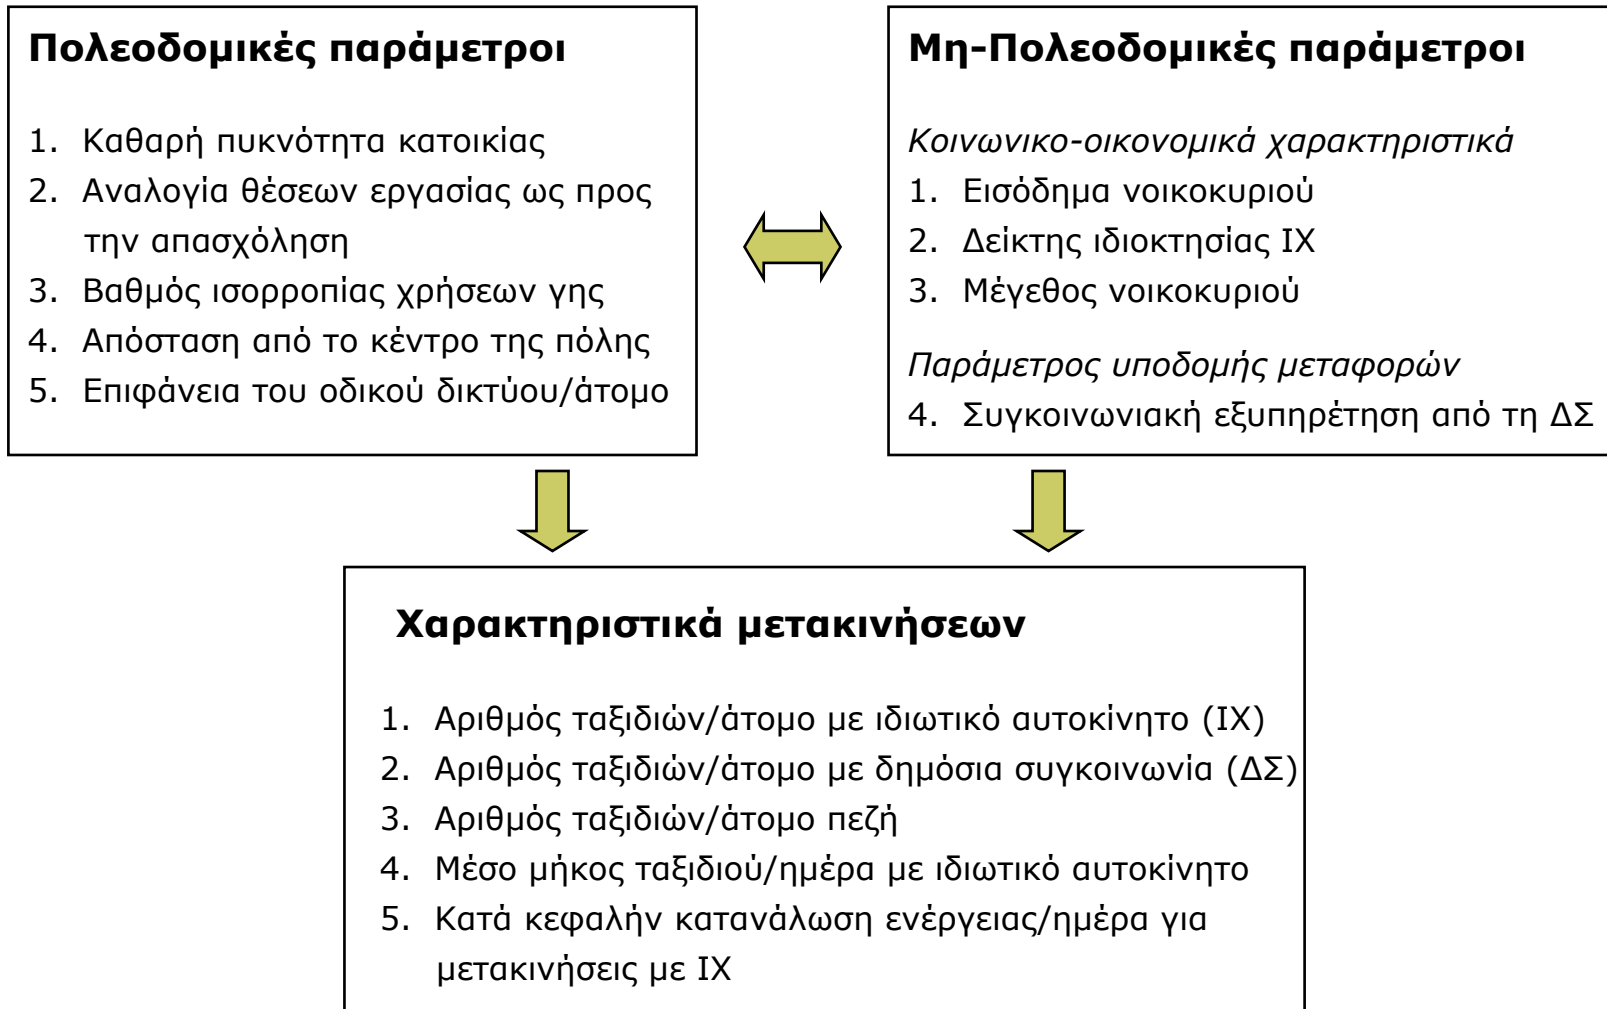 Πολεοδομικές παράμετροι
1. Καθαρή πυκνότητα κατοικίας
2. Αναλογία θέσεων εργασίας ως προς
την απασχόληση
3. Βαθμός ισορροπίας χρήσεων γης
4. Απόσταση από το κέντρο της πόλης
5. Επιφάνεια του οδικού δικτύου/άτομο
Μη-Πολεοδομικές παράμετροι
Κοινωνικο-οικονομικά χαρακτηριστικά
1. Εισόδημα νοικοκυριού
2. Δείκτης ιδιοκτησίας ΙΧ
3. Μέγεθος νοικοκυριού
Παράμετρος υποδομής μεταφορών
4. Συγκοινωνιακή εξυπηρέτηση από τη ΔΣ
Χαρακτηριστικά μετακινήσεων
1. Αριθμός ταξιδιών/άτομο με ιδιωτικό αυτοκίνητο (ΙΧ)
2. Αριθμός ταξιδιών/άτομο με δημόσια συγκοινωνία (ΔΣ)
3. Αριθμός ταξιδιών/άτομο πεζή
4. Μέσο μήκος ταξιδιού/ημέρα με ιδιωτικό αυτοκίνητο
5. Κατά κεφαλήν κατανάλωση ενέργειας/ημέρα για
μετακινήσεις με ΙΧ